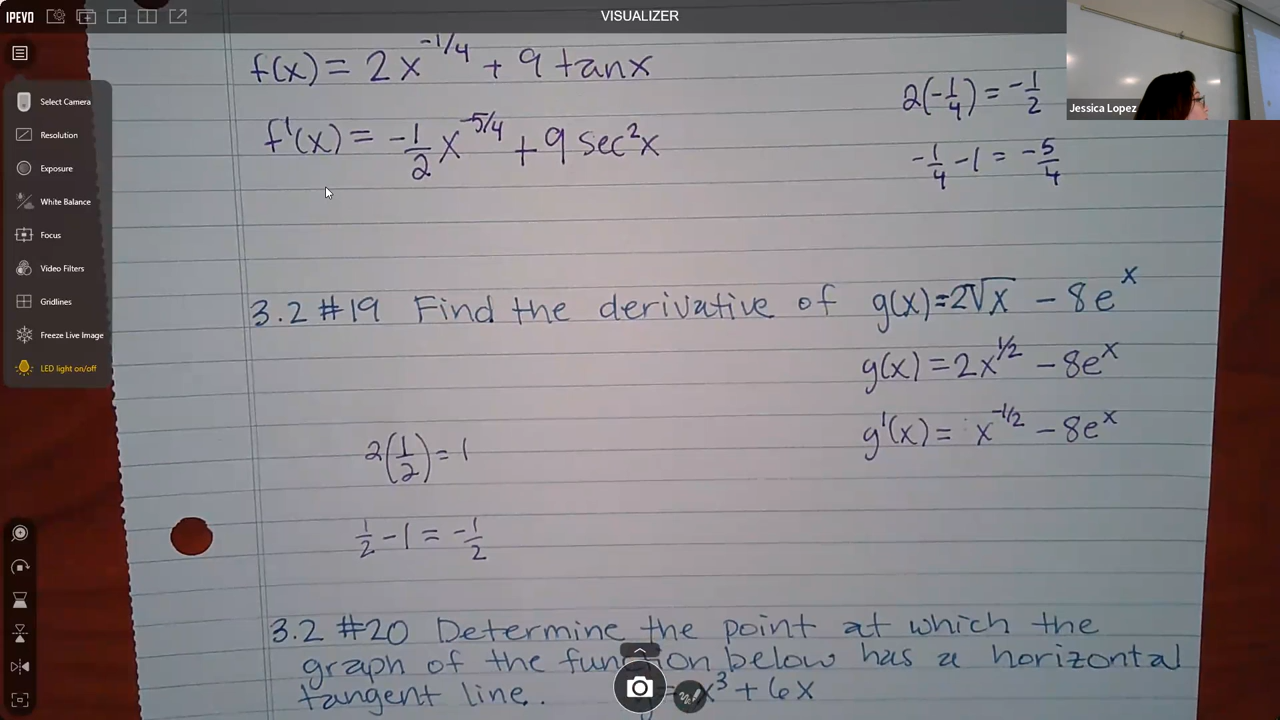 IPEVO
VISUALIZER
Select Camera
Resolution
Exposure
White Balance
Focus
Video Filters
Gridlines
Freeze Live Image
LED light on/off
Jessica Lopez
f(x) = 2x^{-1/4} + 9 tanx
2(-1/4) = -1/2
f'(x) = -1/2 x^{-5/4} + 9 sec²x
-1/4 - 1 = -5/4
3.2 #19 Find the derivative of g(x)=2√x - 8e^x
g(x) = 2x^{1/2} - 8e^x
g'(x) = x^{-1/2} - 8e^x
2(1/2) = 1
1/2 - 1 = -1/2
3.2 #20 Determine the point at which the
graph of the function below has a horizontal
tangent line. x³ + 6x